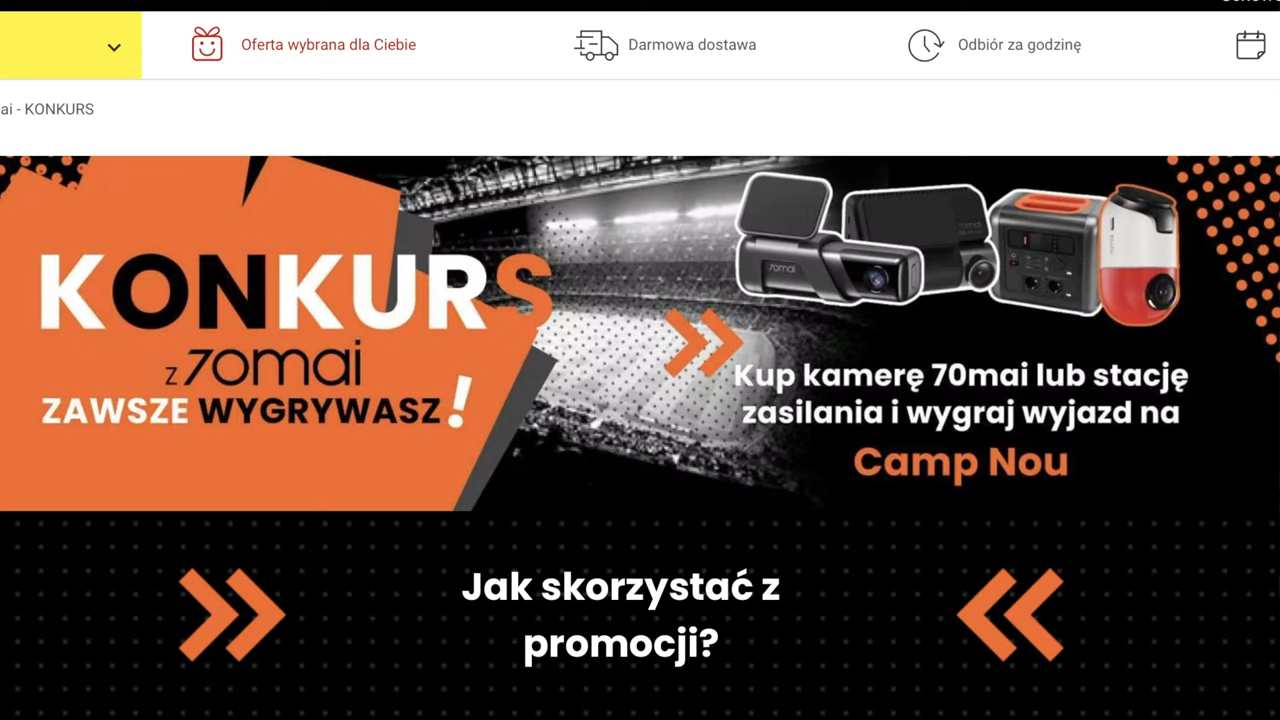 Oferta wybrana dla Ciebie
Darmowa dostawa
Odbiór za godzinę
ai - KONKURS
KONKURS
z 70mai
ZAWSZE WYGRYWASZ!
70mai
Kup kamerę 70mai lub stację
zasilania i wygraj wyjazd na
Camp Nou
Jak skorzystać z
promocji?